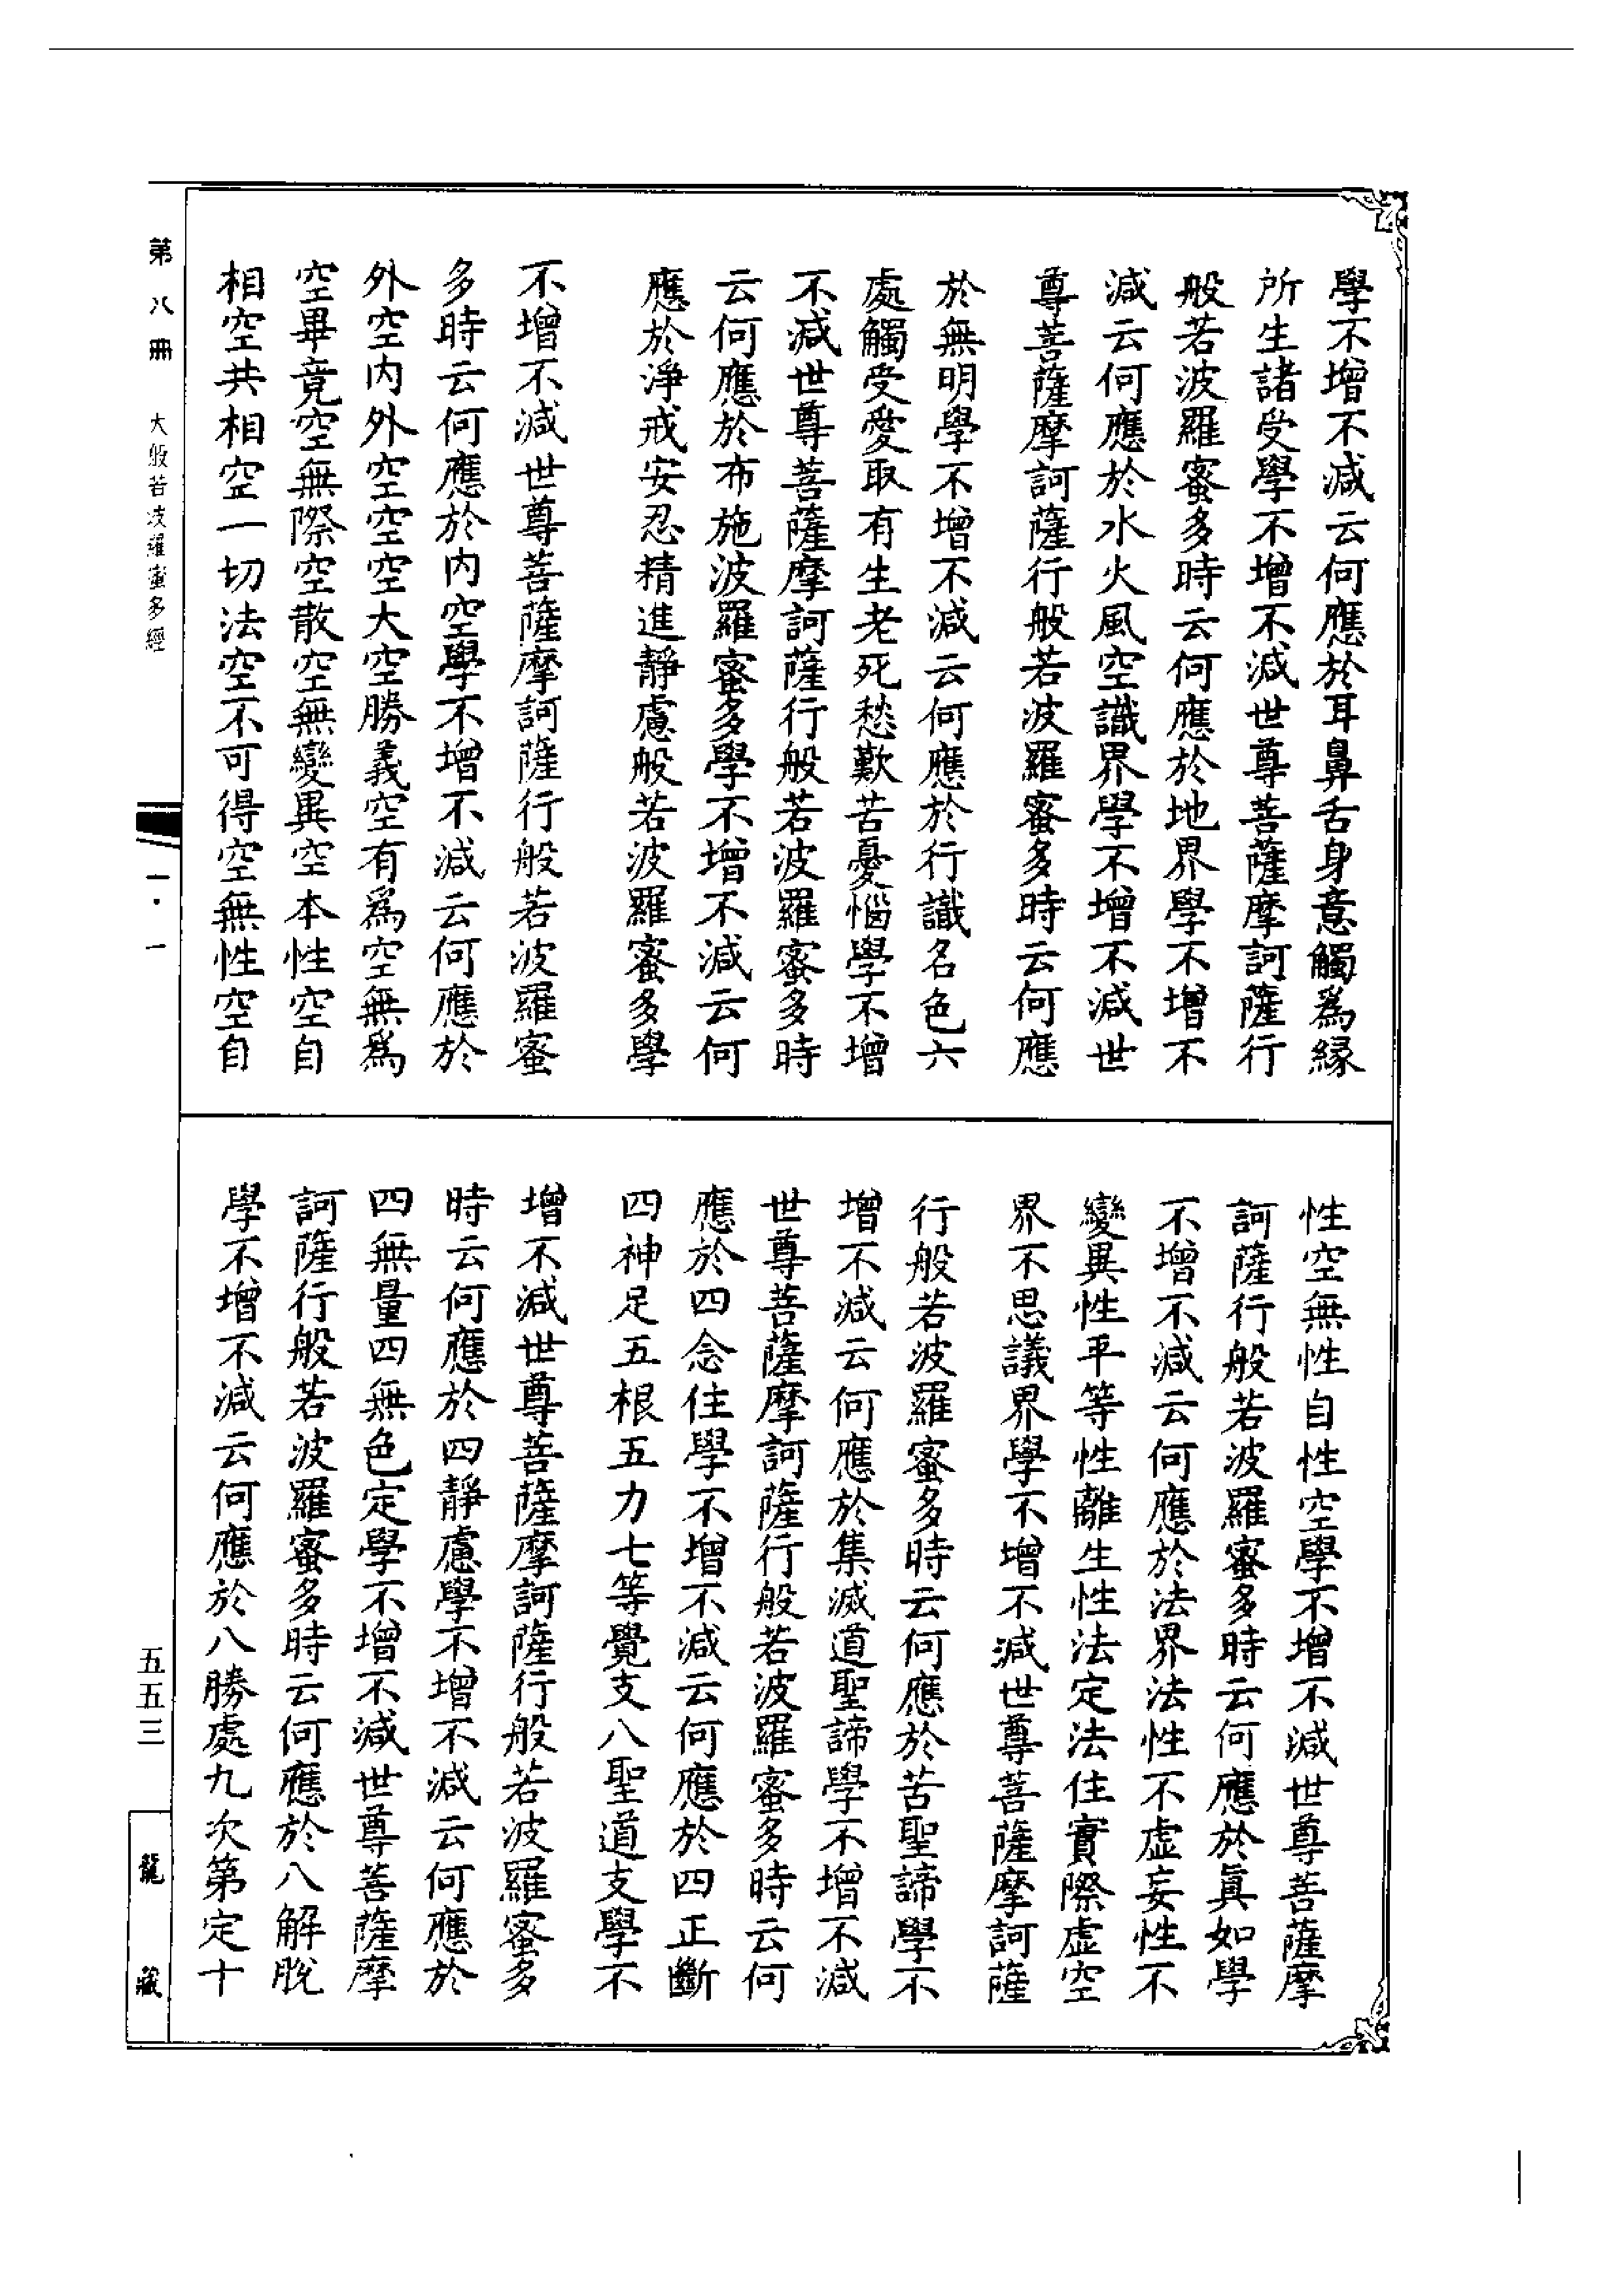 學不增不減云何應於耳鼻舌身意觸爲緣
所生諸受學不增不減世尊菩薩摩訶薩行
般若波羅蜜多時云何應於地界學不增不
減云何應於水火風空識界學不增不減世
尊菩薩摩訶薩行般若波羅蜜多時云何應
於無明學不增不減云何應於行識名色六
處觸受愛取有生老死愁歎苦憂惱學不增
不減世尊菩薩摩訶薩行般若波羅蜜多時
云何應於布施波羅蜜多學不增不減云何
應於淨戒安忍精進靜慮般若波羅蜜多學
不增不減世尊菩薩摩訶薩行般若波羅蜜
多時云何應於內空學不增不減云何應於
外空內外空空空大空勝義空有爲空無爲
空畢竟空無際空散空無變異空本性空自
相空共相空一切法空不可得空無性空自
性空無性自性空學不增不減世尊菩薩摩
訶薩行般若波羅蜜多時云何應於眞如學
不增不減云何應於法界法性不虛妄性不
變異性平等性離生性法定法住實際虛空
界不思議界學不增不減世尊菩薩摩訶薩
行般若波羅蜜多時云何應於苦聖諦學不
增不減云何應於集滅道聖諦學不增不減
世尊菩薩摩訶薩行般若波羅蜜多時云何
應於四念住學不增不減云何應於四正斷
四神足五根五力七等覺支八聖道支學不
增不減世尊菩薩摩訶薩行般若波羅蜜多
時云何應於四靜慮學不增不減云何應於
四無量四無色定學不增不減世尊菩薩摩
訶薩行般若波羅蜜多時云何應於八解脫
學不增不減云何應於八勝處九次第定十
第八冊 大般若波羅蜜多經 一·一
五五三
龍藏